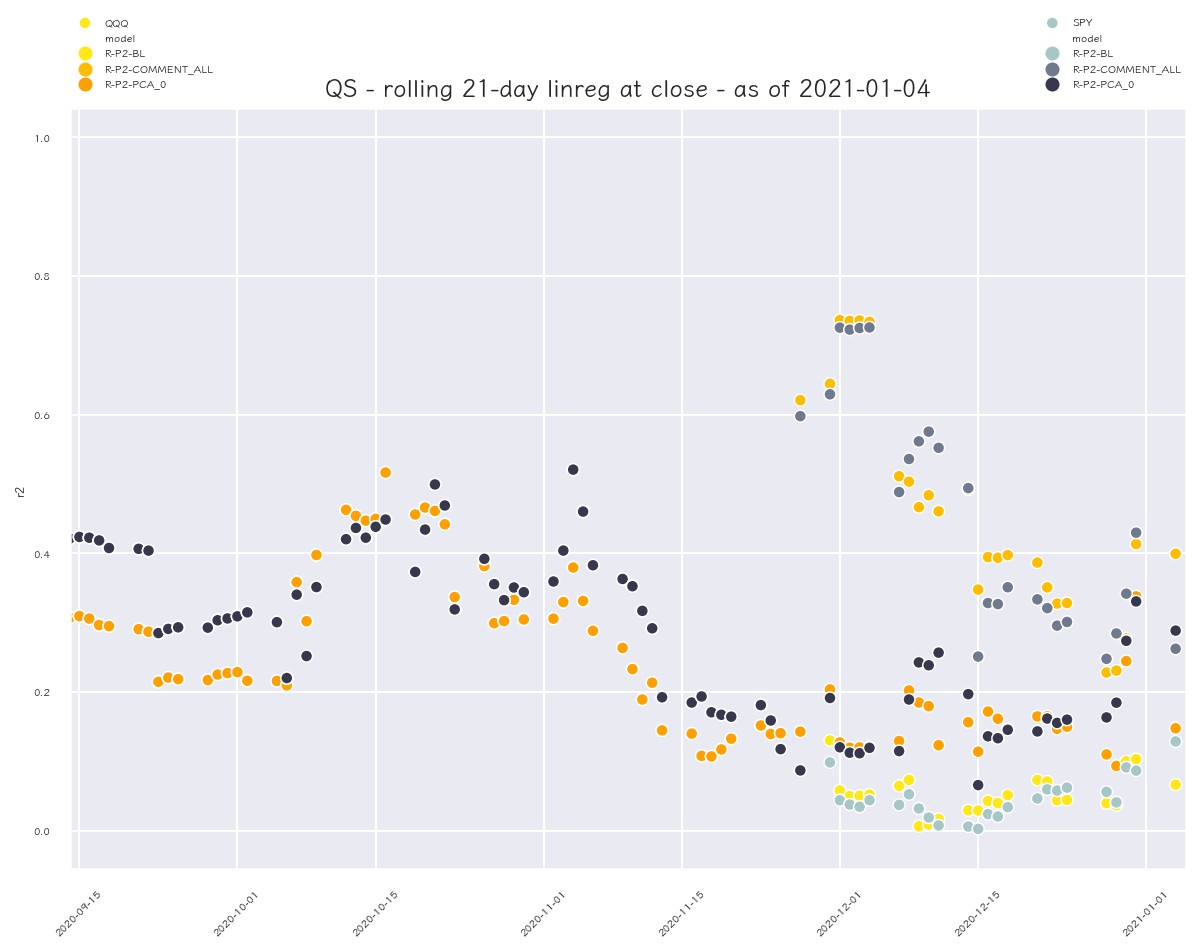 QQQ
model
R-P2-BL
R-P2-COMMENT_ALL
R-P2-PCA_0
SPY
model
R-P2-BL
R-P2-COMMENT_ALL
R-P2-PCA_0
QS - rolling 21-day linreg at close - as of 2021-01-04
1.0
0.8
0.6
0.4
0.2
0.0
r2
2020-09-15
2020-10-01
2020-10-15
2020-11-01
2020-11-15
2020-12-01
2020-12-15
2021-01-01